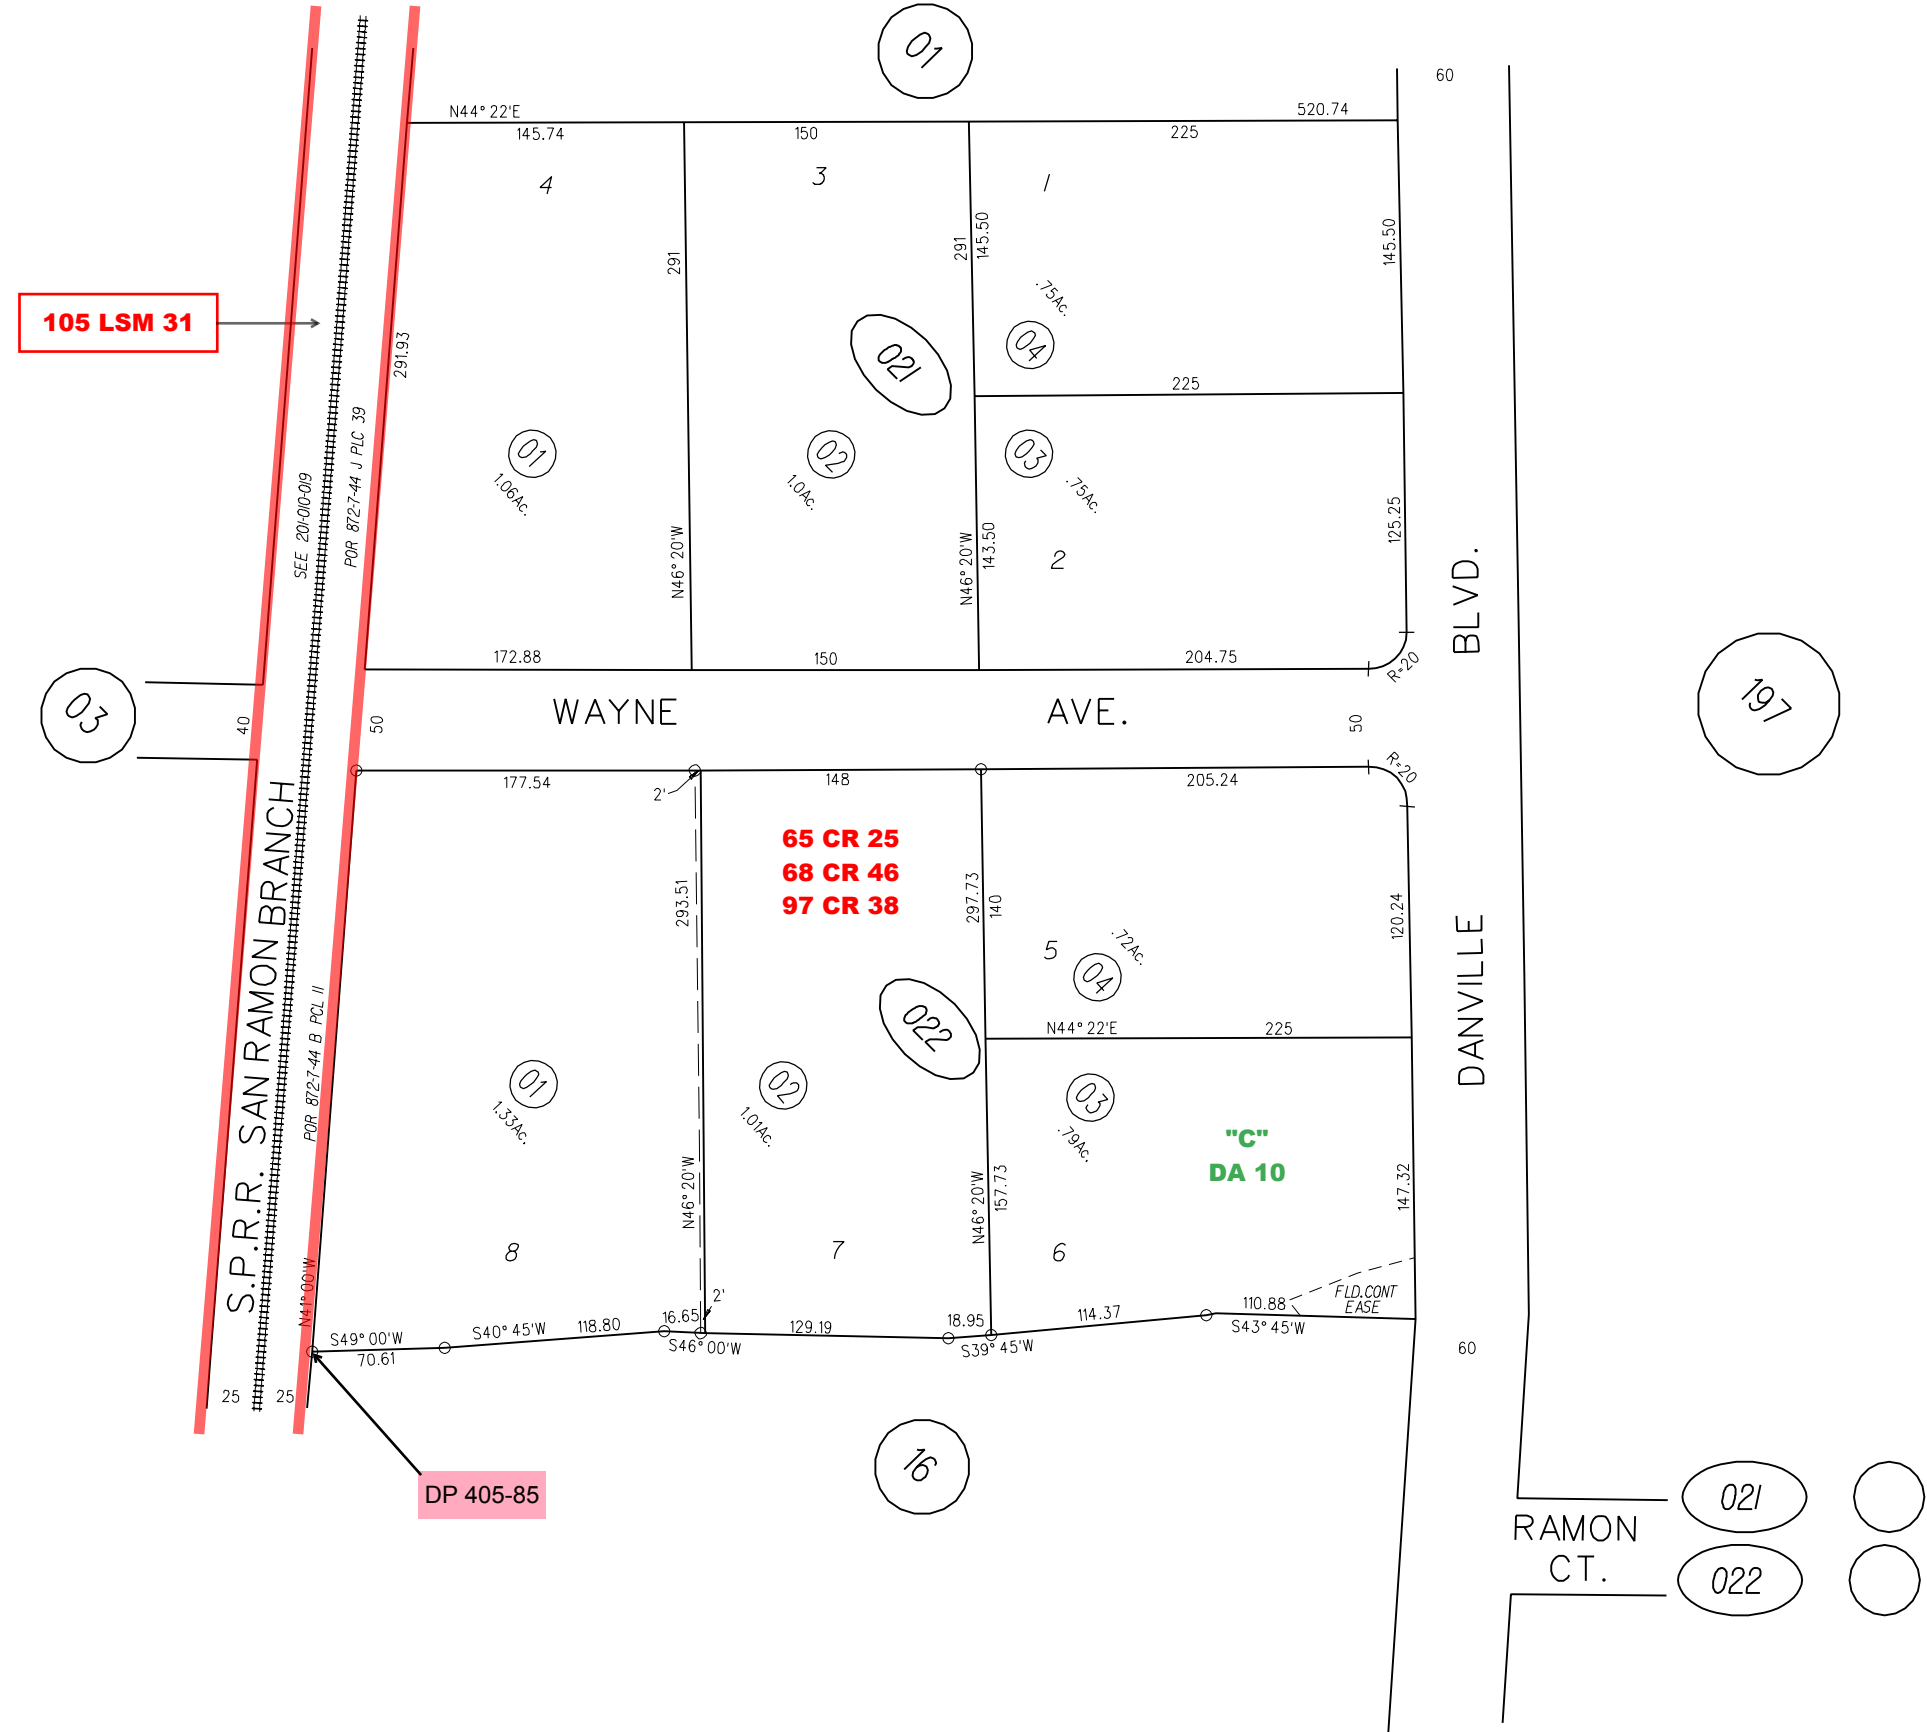 01
60
N44° 22'E
520.74
145.74
150
225
4
3
1
291
291
145.50
145.50
.75Ac.
04
105 LSM 31
291.93
021
225
SEE 201-010-019
POR 872-7-44 J PLC 39
01
1.06Ac.
02
1.0Ac.
03
.75Ac.
N46° 20'W
N46° 20'W
143.50
125.25
2
BLVD.
172.88
150
204.75
R=20
03
40
50
WAYNE
AVE.
50
197
177.54
2'
148
205.24
R=20
65 CR 25
68 CR 46
97 CR 38
293.51
297.73
140
120.24
5
.72Ac.
04
022
N44° 22'E
225
DANVILLE
S.P.R.R. SAN RAMON BRANCH
POR 872-7-44 B PCL II
01
1.33Ac.
02
1.01Ac.
03
.79Ac.
"C"
DA 10
N46° 20'W
N46° 20'W
157.73
147.32
8
7
6
N41° 00'W
FLD.CONT
EASE
2'
S49° 00'W
70.61
S40° 45'W
118.80
16.65
S46° 00'W
129.19
18.95
S39° 45'W
114.37
110.88
S43° 45'W
60
25
25
16
DP 405-85
021
RAMON
CT.
022